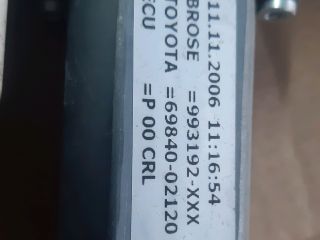 11.11.2006 11:16:54
BROSE =993192-XXX
TOYOTA =69840-02120
ECU =P 00 CRL